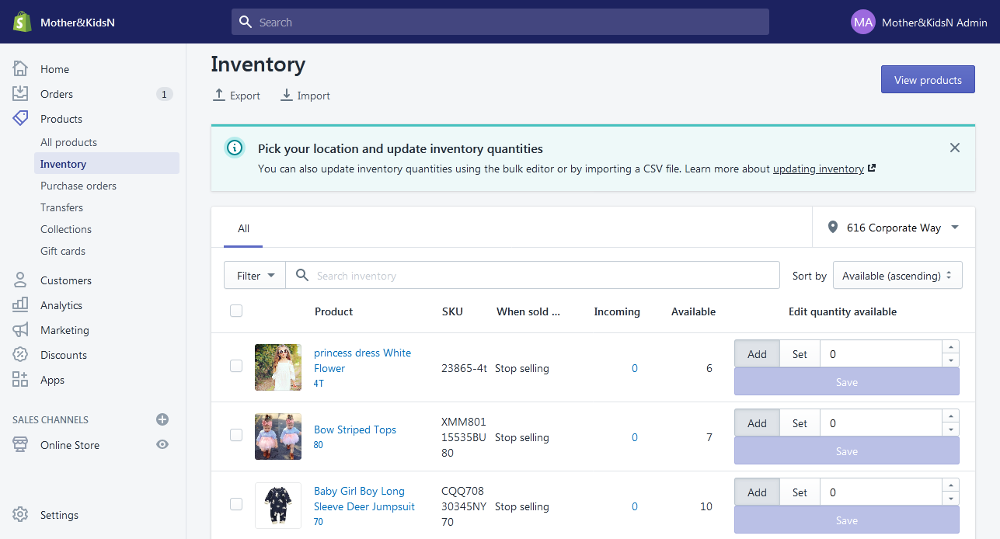 Mother&KidsN
Search
MA
Mother&KidsN Admin
Home
Orders
1
Products
All products
Inventory
Purchase orders
Transfers
Collections
Gift cards
Customers
Analytics
Marketing
Discounts
Apps
SALES CHANNELS
Online Store
Settings
Inventory
Export
Import
View products
Pick your location and update inventory quantities
You can also update inventory quantities using the bulk editor or by importing a CSV file. Learn more about updating inventory
All
616 Corporate Way
Filter
Search inventory
Sort by
Available (ascending)
Product
SKU
When sold ...
Incoming
Available
Edit quantity available
princess dress White
Flower
4T
23865-4t
Stop selling
0
6
Add
Set
0
Save
Bow Striped Tops
80
XMM801
15535BU
80
Stop selling
0
7
Add
Set
0
Save
Baby Girl Boy Long
Sleeve Deer Jumpsuit
70
CQQ708
30345NY
70
Stop selling
0
10
Add
Set
0
Save